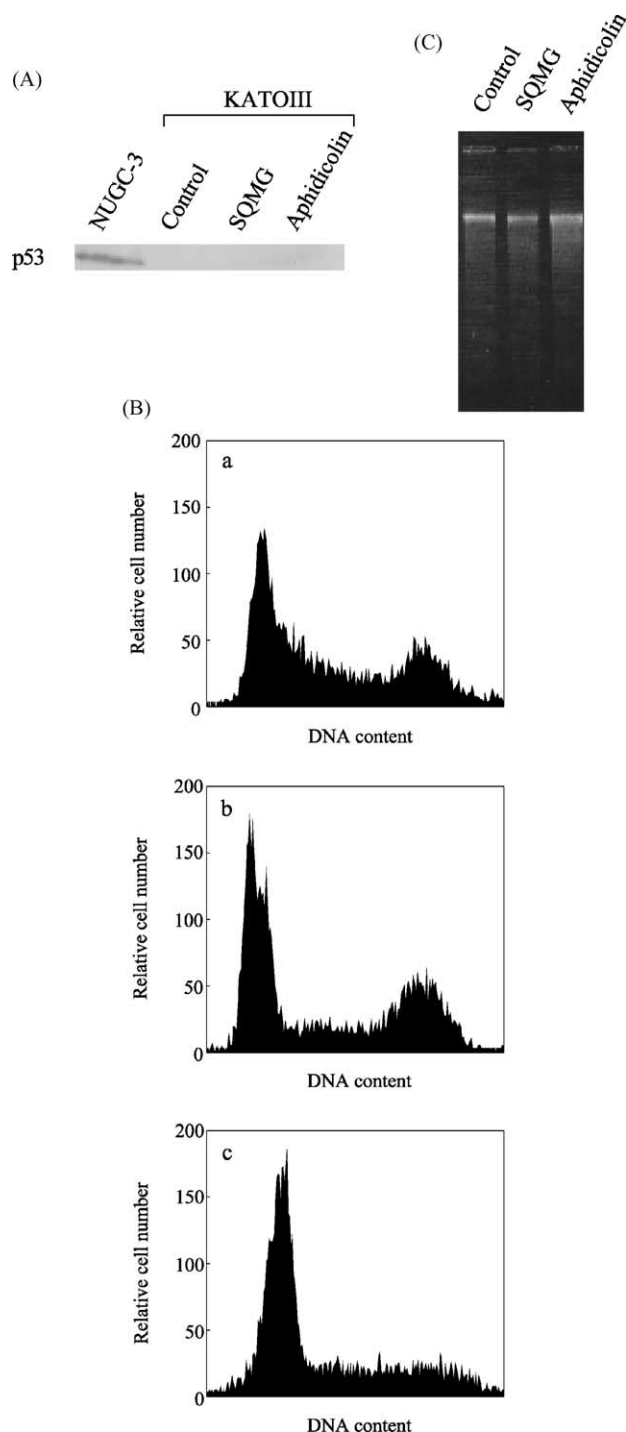 (A)
KATOIII
NUGC-3
Control
SQMG
Aphidicolin
p53
(C)
Control
SQMG
Aphidicolin
(B)
a
200
150
100
50
0
Relative cell number
DNA content
b
200
150
100
50
0
Relative cell number
DNA content
c
200
150
100
50
0
Relative cell number
DNA content